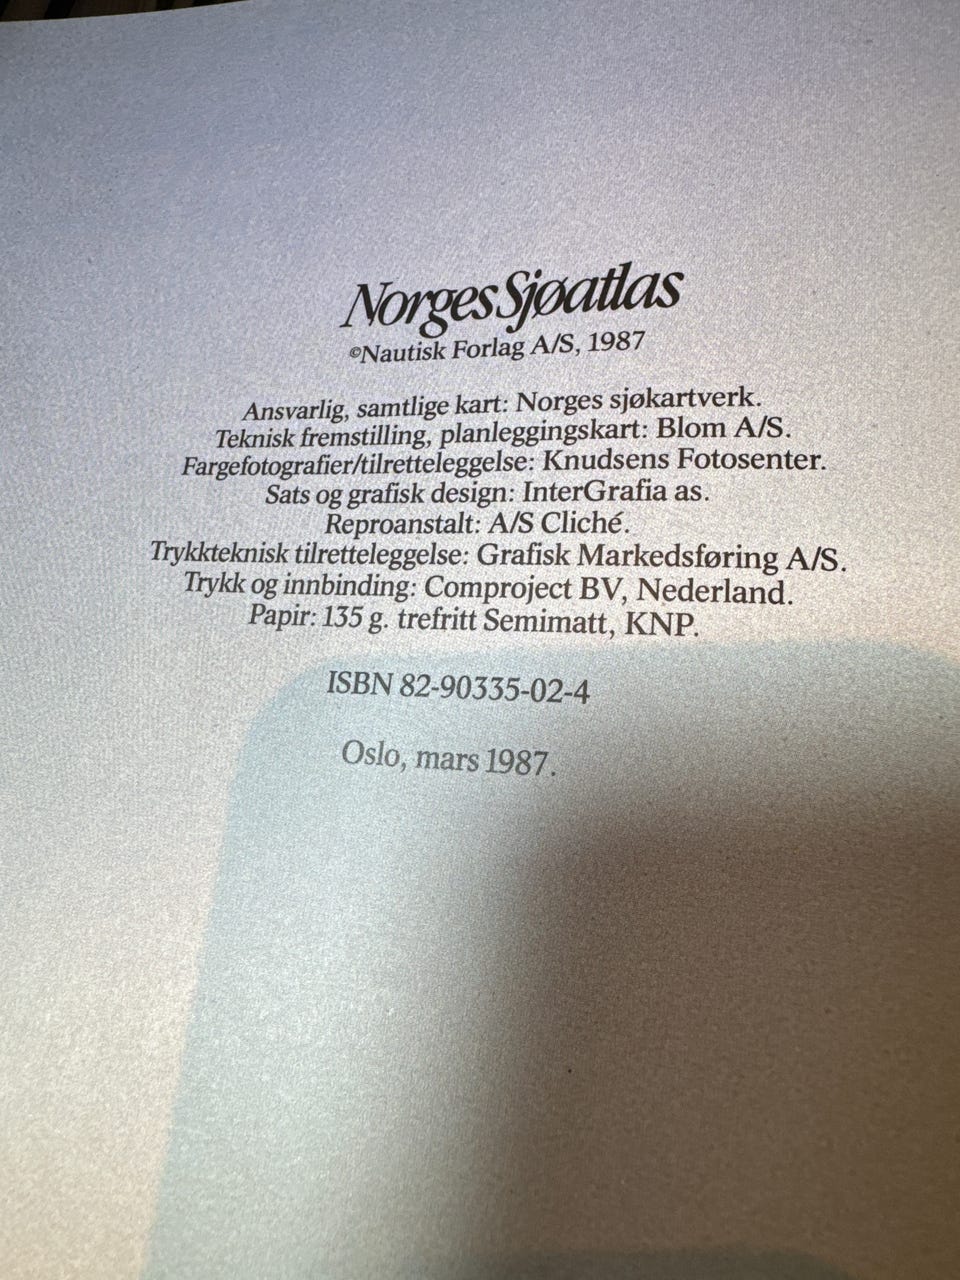 Norges Sjøatlas
©Nautisk Forlag A/S, 1987
Ansvarlig, samtlige kart: Norges sjøkartverk.
Teknisk fremstilling, planleggingskart: Blom A/S.
Fargefotografier/tilretteleggelse: Knudsens Fotosenter.
Sats og grafisk design: InterGrafia as.
Reproanstalt: A/S Cliché.
Trykkteknisk tilretteleggelse: Grafisk Markedsføring A/S.
Trykk og innbinding: Comproject BV, Nederland.
Papir: 135 g. trefritt Semimatt, KNP.
ISBN 82-90335-02-4
Oslo, mars 1987.